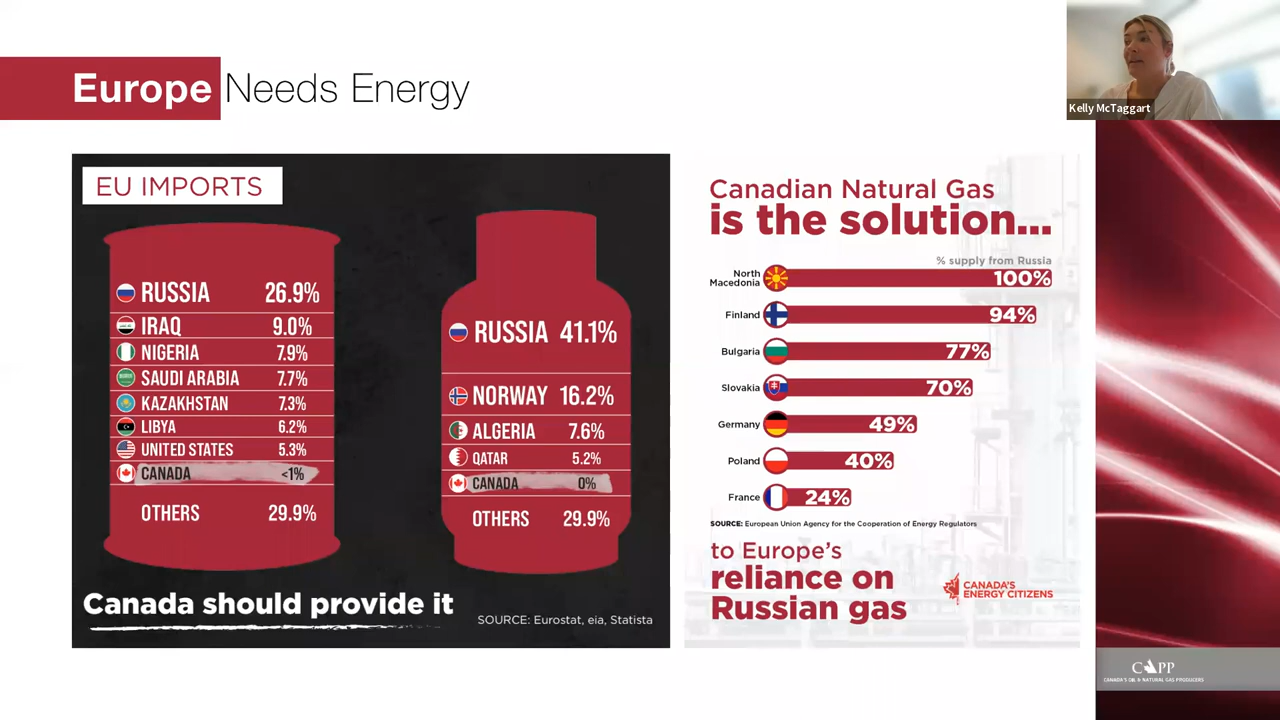 Europe Needs Energy
Kelly McTaggart
EU IMPORTS
RUSSIA 26.9%
IRAQ 9.0%
NIGERIA 7.9%
SAUDI ARABIA 7.7%
KAZAKHSTAN 7.3%
LIBYA 6.2%
UNITED STATES 5.3%
CANADA <1%
OTHERS 29.9%
RUSSIA 41.1%
NORWAY 16.2%
ALGERIA 7.6%
QATAR 5.2%
CANADA 0%
OTHERS 29.9%
Canada should provide it
SOURCE: Eurostat, eia, Statista
Canadian Natural Gas
is the solution...
% supply from Russia
North
Macedonia 100%
Finland 94%
Bulgaria 77%
Slovakia 70%
Germany 49%
Poland 40%
France 24%
SOURCE: European Union Agency for the Cooperation of Energy Regulators
to Europe's
reliance on
Russian gas
CANADA'S
ENERGY CITIZENS
CAPP
CANADA'S OIL & NATURAL GAS PRODUCERS